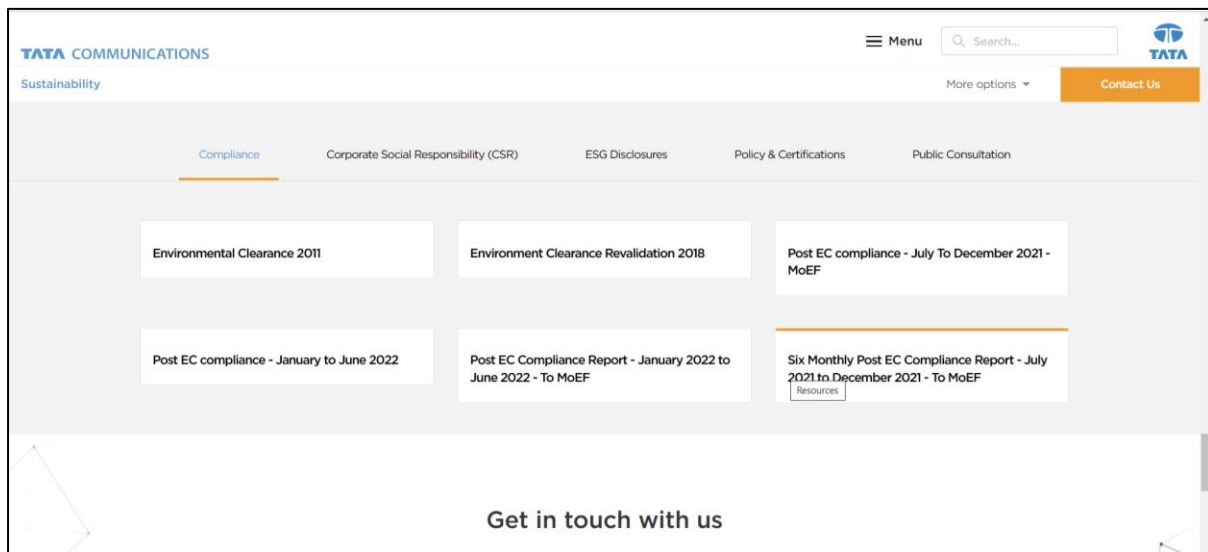 TATA COMMUNICATIONS
Menu
Search...
TATA
Sustainability
More options
Contact Us
Compliance
Corporate Social Responsibility (CSR)
ESG Disclosures
Policy & Certifications
Public Consultation
Environmental Clearance 2011
Environment Clearance Revalidation 2018
Post EC compliance - July To December 2021 -
MoEF
Post EC compliance - January to June 2022
Post EC Compliance Report - January 2022 to
June 2022 - To MoEF
Six Monthly Post EC Compliance Report - July
2021 to December 2021 - To MoEF
Resources
Get in touch with us